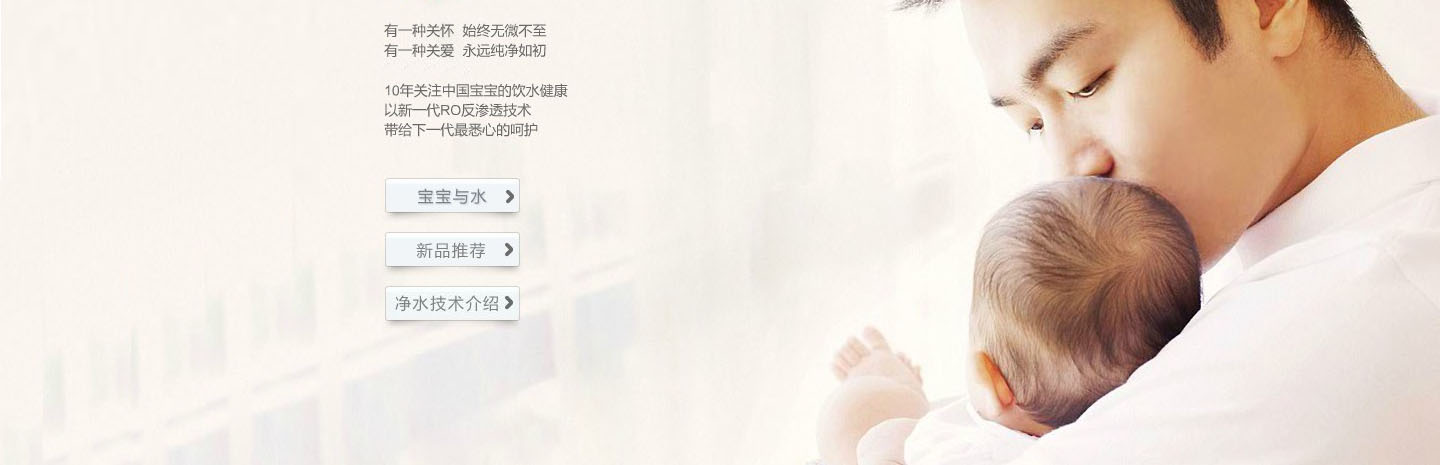 有一种关怀  始终无微不至
有一种关爱  永远纯净如初
10年关注中国宝宝的饮水健康
以新一代RO反渗透技术
带给下一代最悉心的呵护
宝宝与水
新品推荐
净水技术介绍